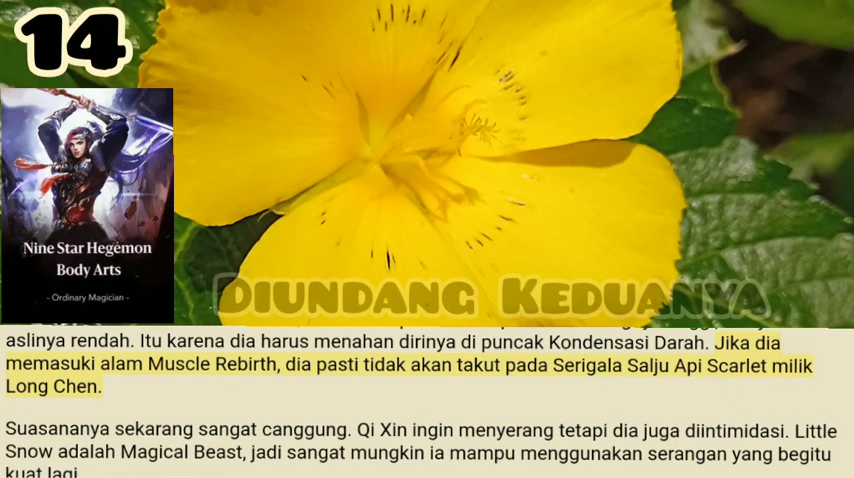 14
Nine Star Hegemon
Body Arts
- Ordinary Magician -
DIUNDANG KEDUANYA
aslinya rendah. Itu karena dia harus menahan dirinya di puncak Kondensasi Darah. Jika dia
memasuki alam Muscle Rebirth, dia pasti tidak akan takut pada Serigala Salju Api Scarlet milik
Long Chen.
Suasananya sekarang sangat canggung. Qi Xin ingin menyerang tetapi dia juga diintimidasi. Little
Snow adalah Magical Beast, jadi sangat mungkin ia mampu menggunakan serangan yang begitu
kuat lagi.